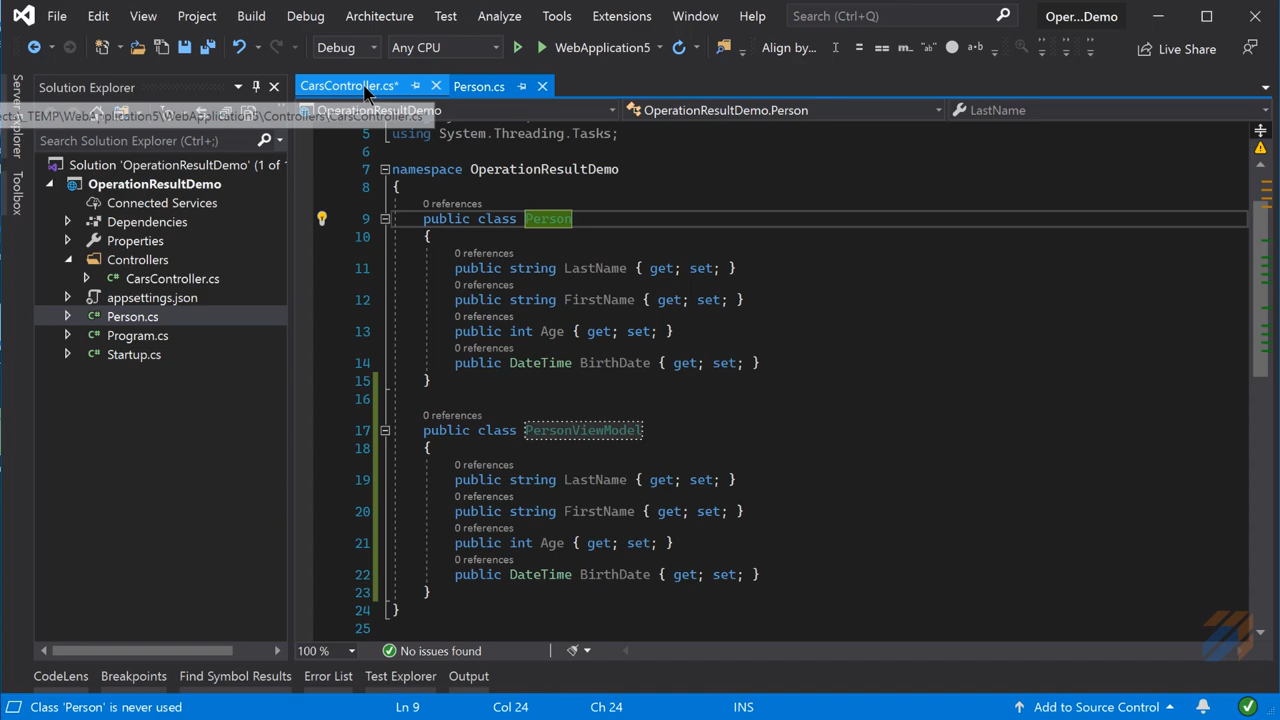 File Edit View Project Build Debug Architecture Test Analyze Tools Extensions Window Help Search (Ctrl+Q) Oper...Demo
Debug Any CPU WebApplication5 Align by... Live Share
Server Explorer
Toolbox
Solution Explorer
Search Solution Explorer (Ctrl+;)
Solution 'OperationResultDemo' (1 of 1
OperationResultDemo
Connected Services
Dependencies
Properties
Controllers
CarsController.cs
appsettings.json
Person.cs
Program.cs
Startup.cs
CarsController.cs* Person.cs
OperationResultDemo OperationResultDemo.Person LastName
5 using System.Threading.Tasks;
6
7 namespace OperationResultDemo
8 {
0 references
9 public class Person
10 {
0 references
11 public string LastName { get; set; }
0 references
12 public string FirstName { get; set; }
0 references
13 public int Age { get; set; }
0 references
14 public DateTime BirthDate { get; set; }
15 }
16
0 references
17 public class PersonViewModel
18 {
0 references
19 public string LastName { get; set; }
0 references
20 public string FirstName { get; set; }
0 references
21 public int Age { get; set; }
0 references
22 public DateTime BirthDate { get; set; }
23 }
24 }
25
100 % No issues found
CodeLens Breakpoints Find Symbol Results Error List Test Explorer Output
Class 'Person' is never used Ln 9 Col 24 Ch 24 INS Add to Source Control